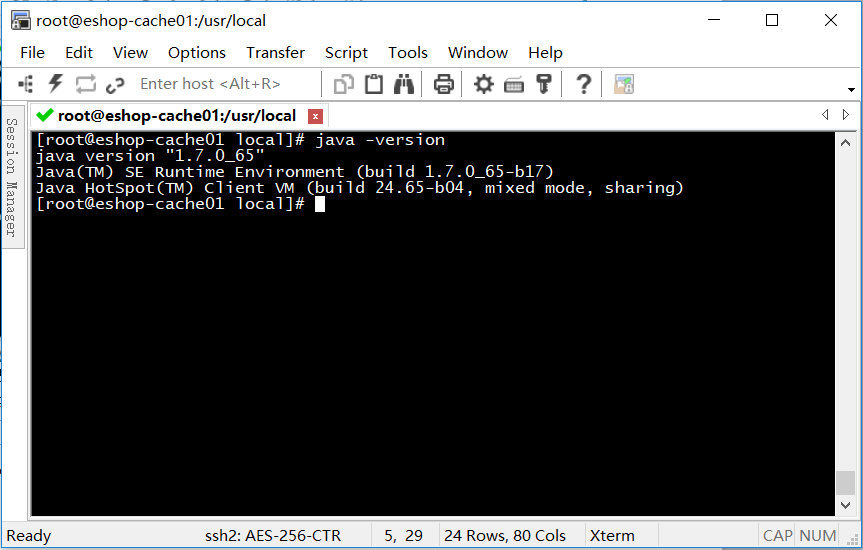 root@eshop-cache01:/usr/local
File Edit View Options Transfer Script Tools Window Help
Enter host <Alt+R>
root@eshop-cache01:/usr/local
Session Manager
[root@eshop-cache01 local]# java -version
java version "1.7.0_65"
Java(TM) SE Runtime Environment (build 1.7.0_65-b17)
Java HotSpot(TM) Client VM (build 24.65-b04, mixed mode, sharing)
[root@eshop-cache01 local]#
Ready ssh2: AES-256-CTR 5, 29 24 Rows, 80 Cols Xterm CAP NUM